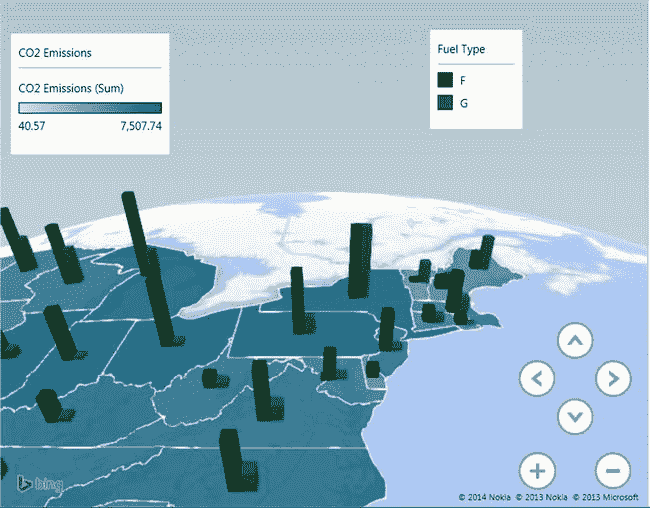 CO2 Emissions
CO2 Emissions (Sum)
40.57 7,507.74
Fuel Type
F
G
bing
© 2014 Nokia © 2013 Nokia © 2013 Microsoft